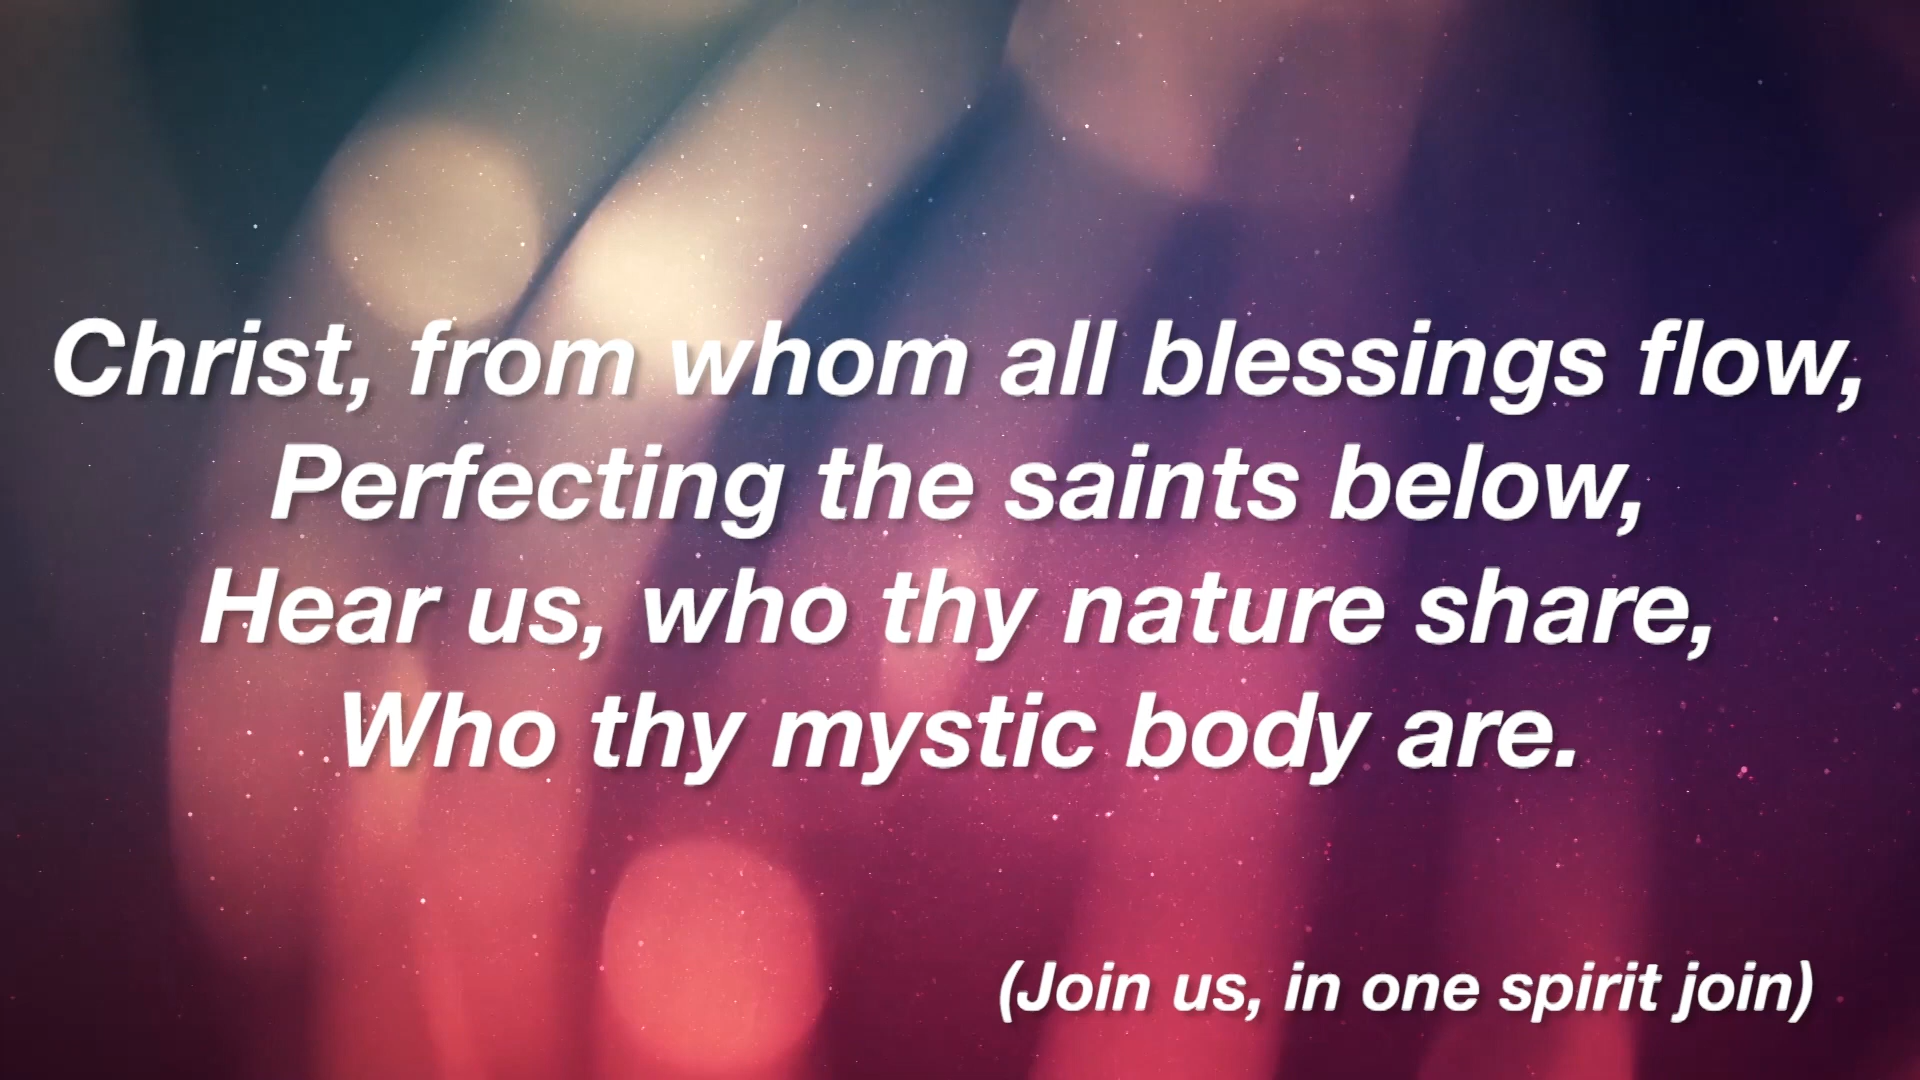 Christ, from whom all blessings flow,
Perfecting the saints below,
Hear us, who thy nature share,
Who thy mystic body are.
(Join us, in one spirit join)